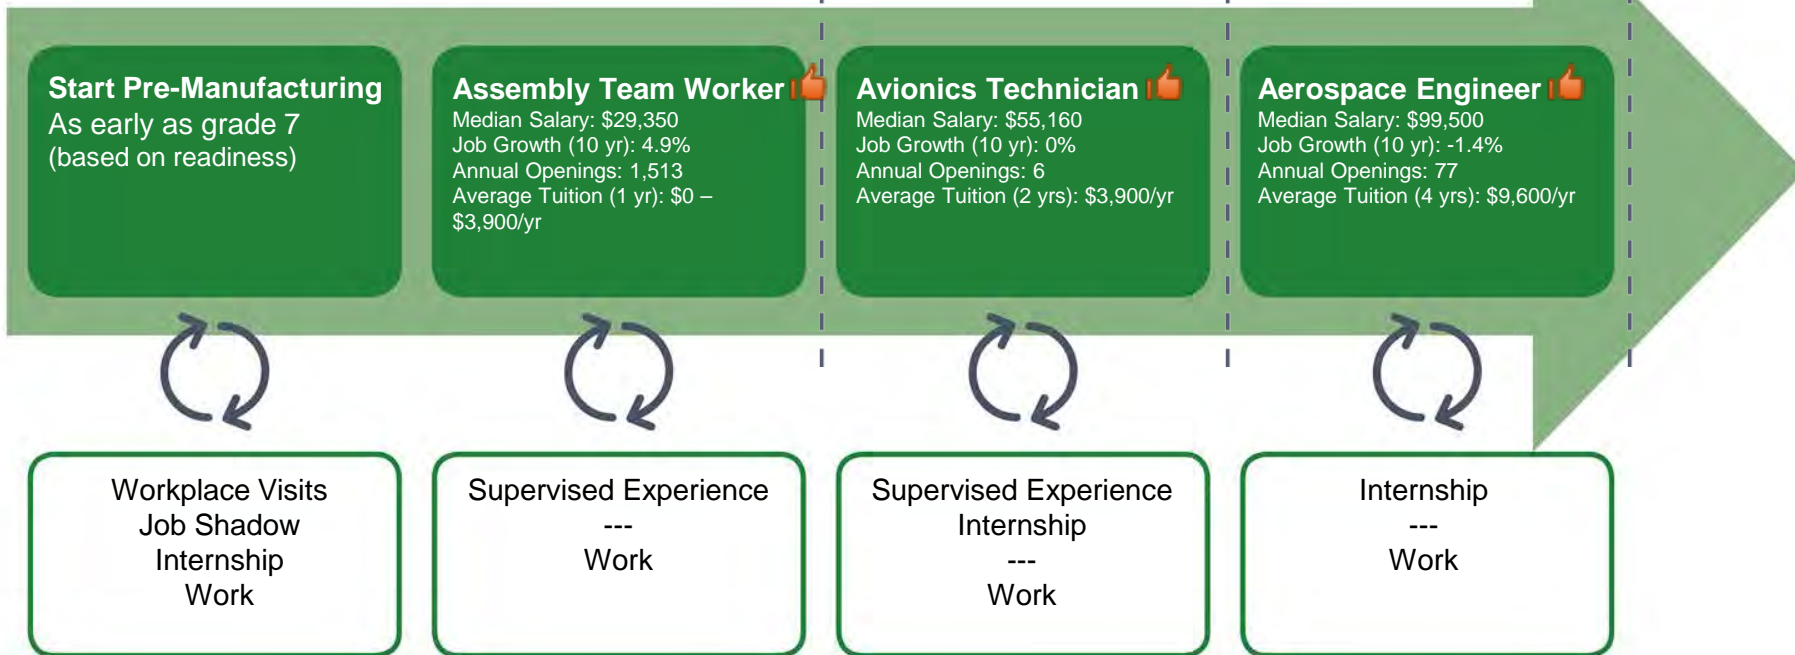 Start Pre-Manufacturing
As early as grade 7
(based on readiness)
Assembly Team Worker
Median Salary: $29,350
Job Growth (10 yr): 4.9%
Annual Openings: 1,513
Average Tuition (1 yr): $0 –
$3,900/yr
Avionics Technician
Median Salary: $55,160
Job Growth (10 yr): 0%
Annual Openings: 6
Average Tuition (2 yrs): $3,900/yr
Aerospace Engineer
Median Salary: $99,500
Job Growth (10 yr): -1.4%
Annual Openings: 77
Average Tuition (4 yrs): $9,600/yr
Workplace Visits
Job Shadow
Internship
Work
Supervised Experience
---
Work
Supervised Experience
Internship
---
Work
Internship
---
Work